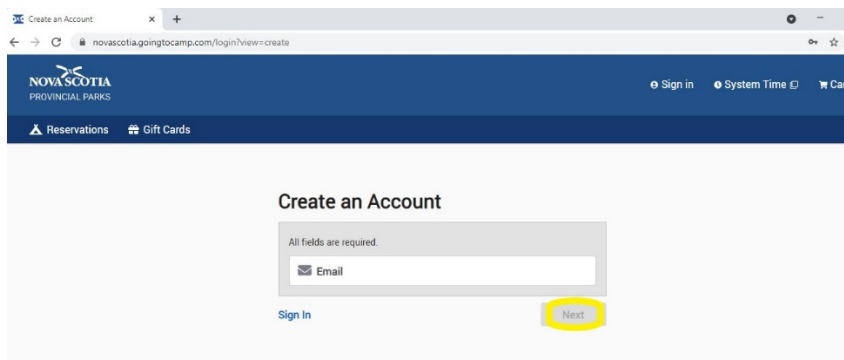 Create an Account
novascotia.goingtocamp.com/login?view=create
NOVA SCOTIA
PROVINCIAL PARKS
Sign in System Time Ca
Reservations Gift Cards
Create an Account
All fields are required.
Email
Sign In Next